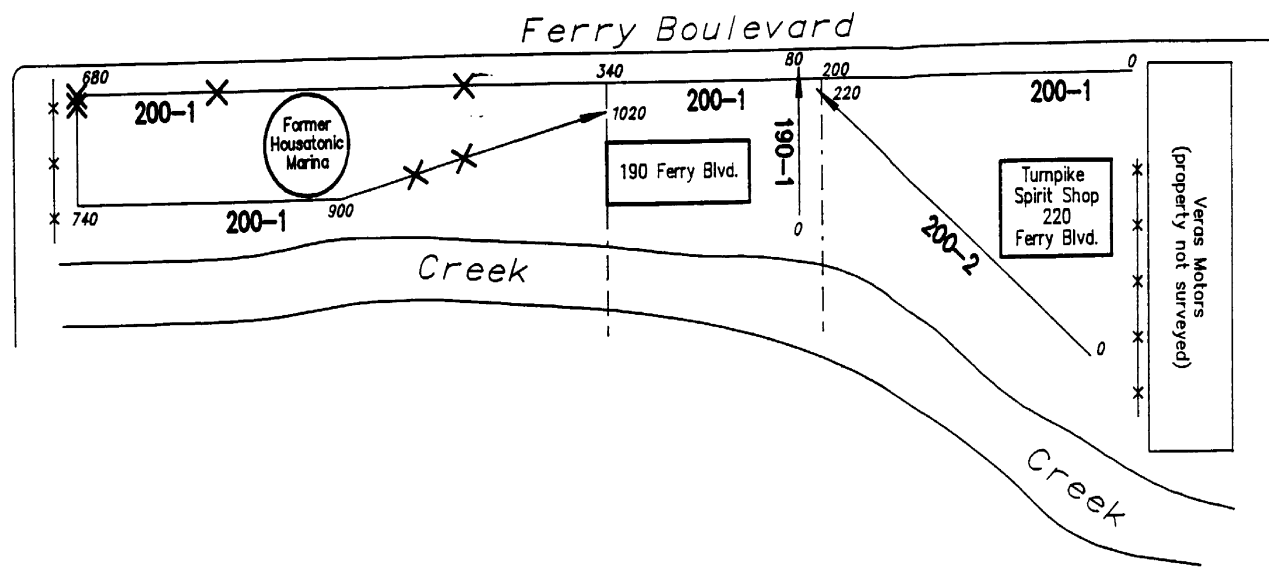 Ferry Boulevard
680
340
80
200
0
200-1
200-1
220
200-1
Former
Housatonic
Marina
1020
190-1
190 Ferry Blvd.
Turnpike
Spirit Shop
220
Ferry Blvd.
Veras Motors
(property not surveyed)
740
200-1
900
0
200-2
Creek
0
Creek